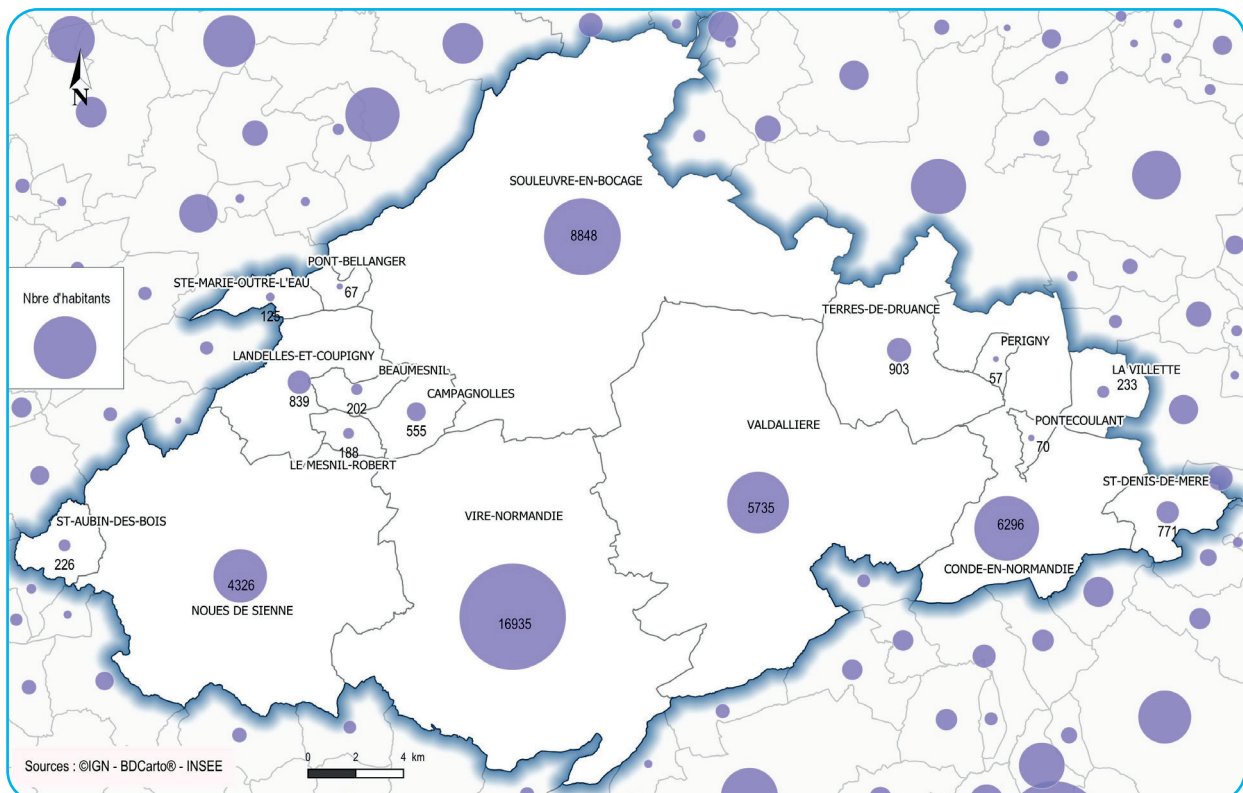 N
SOULEUVRE-EN-BOCAGE
8848
PONT-BELLANGER
67
STE-MARIE-OUTRE-L'EAU
125
Nbre d'habitants
TERRES-DE-DRUANCE
903
PERIGY
57
LA VILLETTE
233
LANDELLES-ET-COUPIGNY
839
BEAUMESNIL
202
CAMPAGNOLLES
555
188
LE MESNIL-ROBERT
VALDALLIERE
5735
PONTECOULANT
70
ST-DENIS-DE-MERE
771
6296
CONDE-EN-NORMANDIE
ST-AUBIN-DES-BOIS
226
VIRE-NORMANDIE
16935
4326
NOUES DE SIENNE
0 2 4 km
Sources : ©IGN - BDCarto® - INSEE